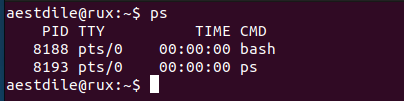 aestdile@rux:~$ ps
    PID TTY          TIME CMD
   8188 pts/0    00:00:00 bash
   8193 pts/0    00:00:00 ps
aestdile@rux:~$